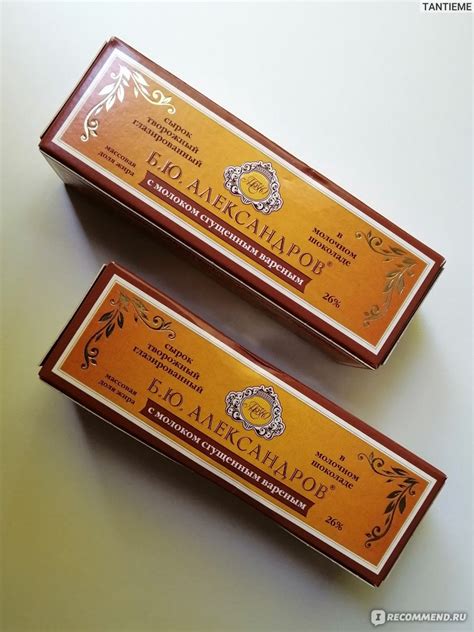 TANTIEME
сырок
творожный
глазированный
массовая
доля жира
Б.Ю. АЛЕКСАНДРОВ®
с молоком сгущенным вареным
в
молочном
шоколаде
26%
сырок
творожный
глазированный
массовая
доля жира
Б.Ю. АЛЕКСАНДРОВ®
с молоком сгущенным вареным
в
молочном
шоколаде
26%
I RECOMMEND.RU